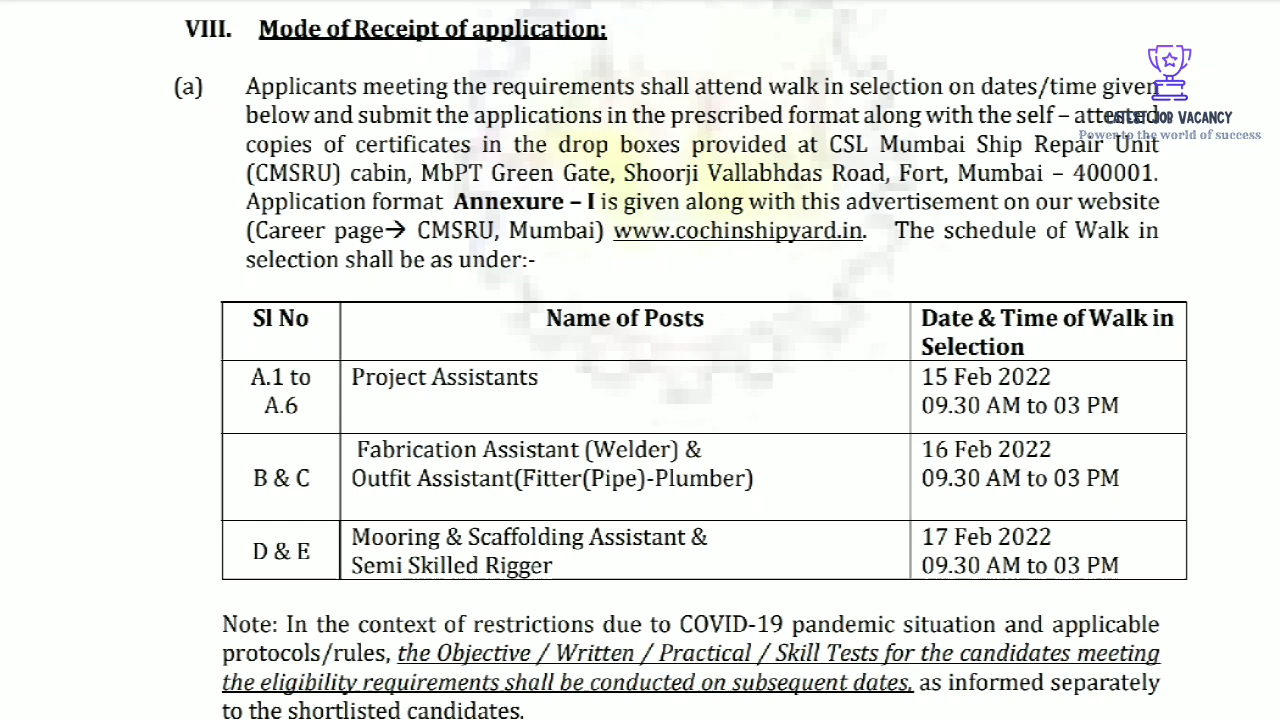 VIII. Mode of Receipt of application:
(a) Applicants meeting the requirements shall attend walk in selection on dates/time given
below and submit the applications in the prescribed format along with the self – attested
copies of certificates in the drop boxes provided at CSL Mumbai Ship Repair Unit
(CMSRU) cabin, MbPT Green Gate, Shoorji Vallabhdas Road, Fort, Mumbai – 400001.
Application format Annexure – I is given along with this advertisement on our website
(Career page→ CMSRU, Mumbai) www.cochinshipyard.in. The schedule of Walk in
selection shall be as under:-
LATEST JOB VACANCY
Power to the world of success
Sl No Name of Posts Date & Time of Walk in
Selection
A.1 to Project Assistants 15 Feb 2022
A.6 09.30 AM to 03 PM
Fabrication Assistant (Welder) & 16 Feb 2022
B & C Outfit Assistant(Fitter(Pipe)-Plumber) 09.30 AM to 03 PM
D & E Mooring & Scaffolding Assistant & 17 Feb 2022
Semi Skilled Rigger 09.30 AM to 03 PM
Note: In the context of restrictions due to COVID-19 pandemic situation and applicable
protocols/rules, the Objective / Written / Practical / Skill Tests for the candidates meeting
the eligibility requirements shall be conducted on subsequent dates, as informed separately
to the shortlisted candidates.